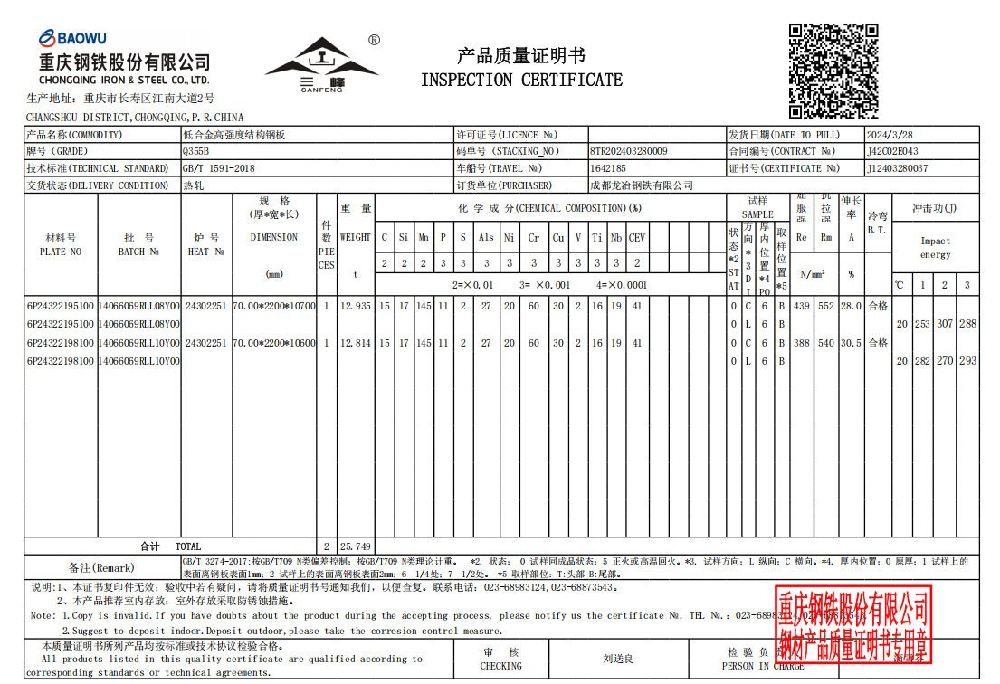 BAOWU
重庆钢铁股份有限公司
CHONGQING IRON & STEEL CO., LTD.
三峰
SANFENG
®
产品质量证明书
INSPECTION CERTIFICATE
生产地址: 重庆市长寿区江南大道2号
CHANGSHOU DISTRICT,CHONGQING,P.R.CHINA
产品名称(COMMODITY) 低合金高强度结构钢板 许可证号(LICENCE №) 发货日期(DATE TO PULL) 2024/3/28
牌号(GRADE) Q355B 码单号(STACKING_NO) 8TR202403280009 合同编号(CONTRACT №) J42C02E043
技术标准(TECHNICAL STANDARD) GB/T 1591-2018 车船号(TRAVEL №) 1642185 证书号(CERTIFICATE №) J12403280037
交货状态(DELIVERY CONDITION) 热轧 订货单位(PURCHASER) 成都龙冶钢铁有限公司
材料号 PLATE NO
批 号 BATCH №
炉 号 HEAT №
规 格
(厚*宽*长)
DIMENSION
(mm)
件数 PIECES
重 量
WEIGHT
t
化 学 成 分(CHEMICAL COMPOSITION)(%)
C Si Mn P S Als Ni Cr Cu V Ti Nb CEV
2 2 2 3 3 3 3 3 3 3 3 3 2
2=×0.01 3= ×0.001 4=×0.0001
试样
SAMPLE
状态*2 STAT
方向*3 DI
厚内位置*4 PO
取样位置*5
屈服强 Re
抗拉强 Rm
N/mm²
伸长率 A
%
冷弯
B.T.
冲击功(J)
Impact
energy
℃ 1 2 3
6P24322195100 14066069RLL08Y00 24302251 70.00*2200*10700 1 12.935 15 17 145 11 2 27 20 60 30 2 16 19 41 0 C 6 B 439 552 28.0 合格
6P24322195100 14066069RLL08Y00 0 L 6 B 20 253 307 288
6P24322198100 14066069RLL10Y00 24302251 70.00*2200*10600 1 12.814 15 17 145 11 2 27 20 60 30 2 16 19 41 0 C 6 B 388 540 30.5 合格
6P24322198100 14066069RLL10Y00 0 L 6 B 20 282 270 293
合计 TOTAL 2 25.749
备注(Remark)
GB/T 3274-2017;按GB/T709 N类偏差控制; 按GB/T709 N类理论计重。 *2. 状态: 0 试样同成品状态; 5 正火或高温回火。*3. 试样方向: L 纵向; C 横向。*4. 厚内位置: 0 原厚; 1 试样上的
表面离钢板表面1mm; 2 试样上的表面离钢板表面2mm; 6 1/4处; 7 1/2处。 *5 取样部位: T:头部 B:尾部。
说明:1、本证书复印件无效; 验收中若有疑问, 请将质量证明书号通知我们, 以便查复。联系电话: 023-68983124,023-68873543。
2、本产品推荐室内存放; 室外存放采取防锈蚀措施。
Note: 1.Copy is invalid.If you have doubts about the product during the accepting process, please notify us the certificate №. TEL №.: 023-68983124,023-68873543
2.Suggest to deposit indoor.Deposit outdoor,please take the corrosion control measure.
本质量证明书所列产品均按标准或技术协议检验合格。
All products listed in this quality certificate are qualified according to
corresponding standards or technical agreements.
审 核
CHECKING
刘送良
检 验 负
PERSON IN CHARGE
重庆钢铁股份有限公司
钢材产品质量证明书专用章